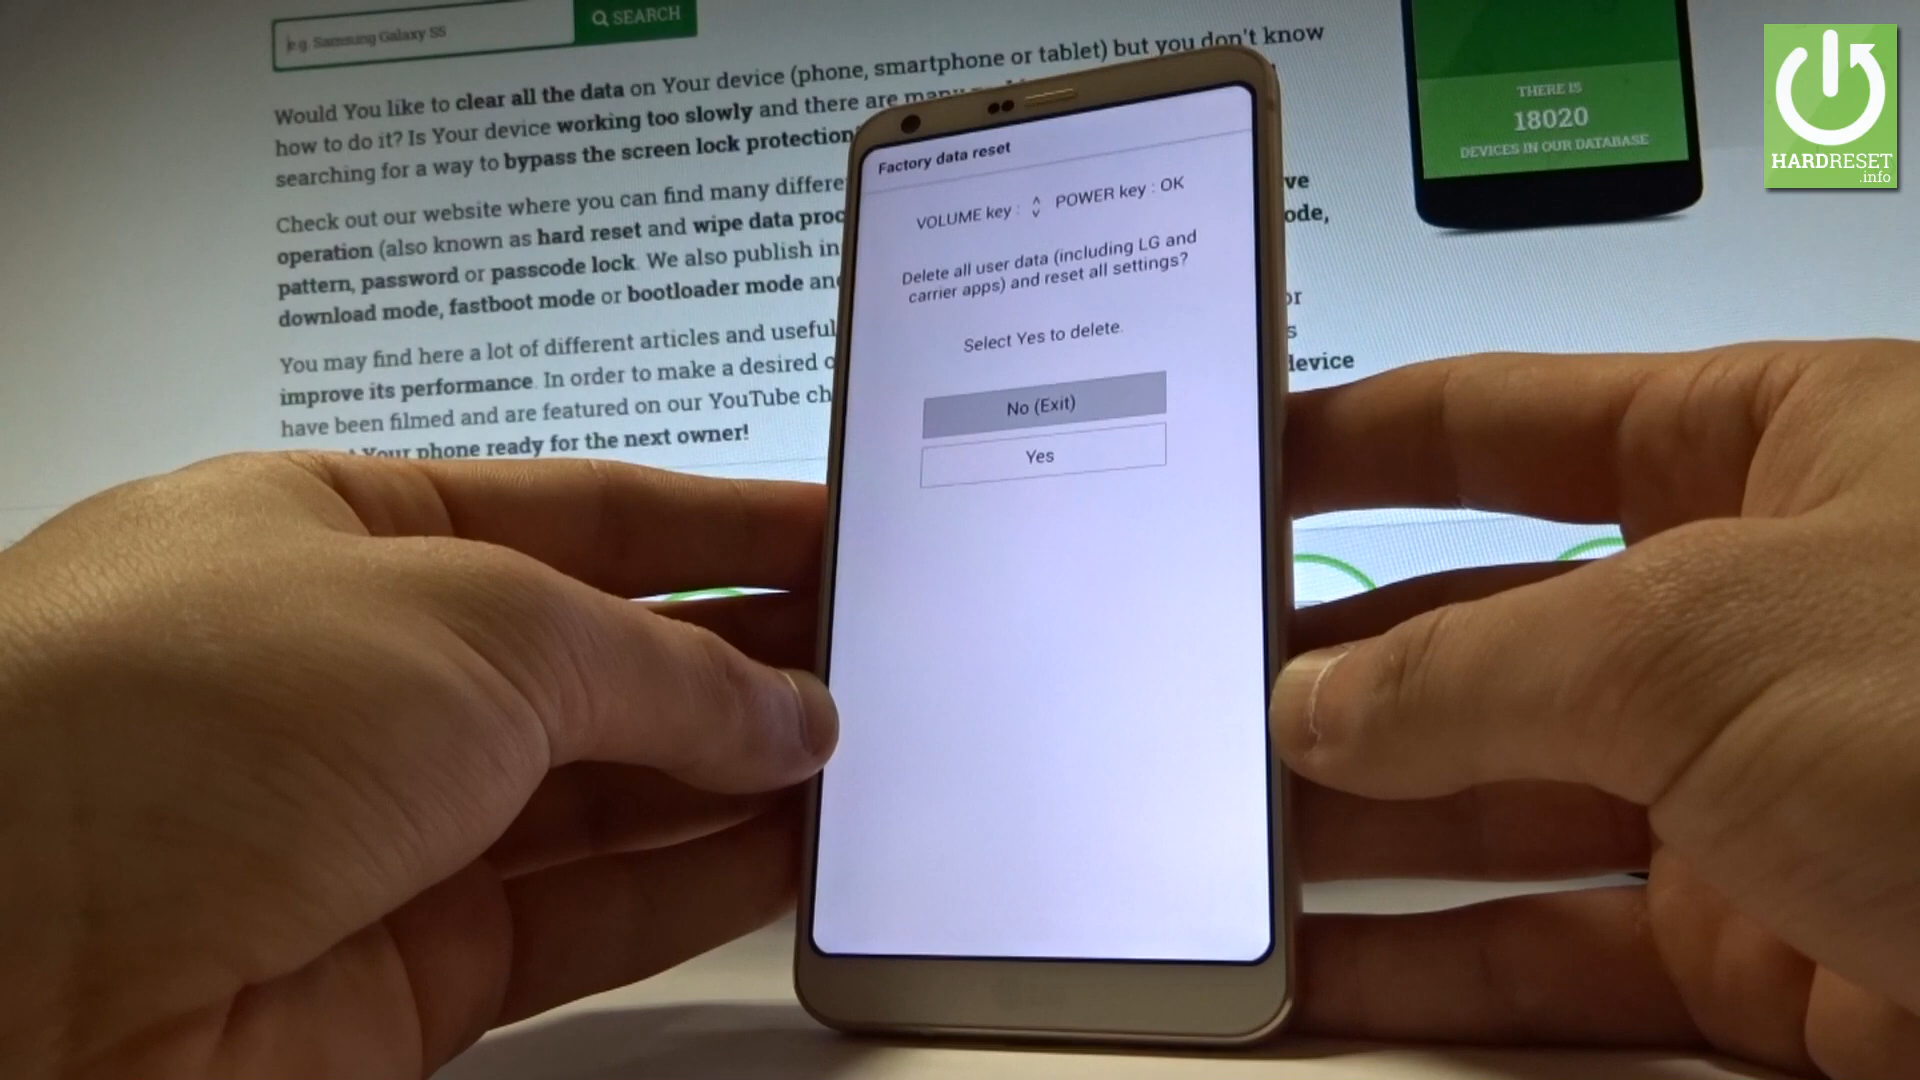 e.g. Samsung Galaxy S5
SEARCH
Would You like to clear all the data on Your device (phone, smartphone or tablet) but you don't know
how to do it? Is Your device working too slowly and there are many
searching for a way to bypass the screen lock protection
Check out our website where you can find many differe
ve
operation (also known as hard reset and wipe data proc
ode,
pattern, password or passcode lock. We also publish in
download mode, fastboot mode or bootloader mode and
or
You may find here a lot of different articles and useful
s
improve its performance. In order to make a desired o
device
have been filmed and are featured on our YouTube ch
Your phone ready for the next owner!
THERE IS
18020
DEVICES IN OUR DATABASE
HARDRESET
.info
Factory data reset
VOLUME key : POWER key : OK
Delete all user data (including LG and
carrier apps) and reset all settings?
Select Yes to delete.
No (Exit)
Yes